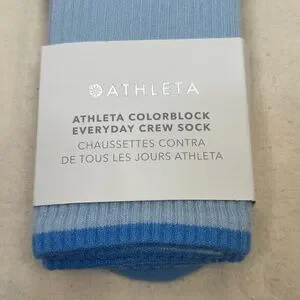 ATHLETA
ATHLETA COLORBLOCK
EVERYDAY CREW SOCK
CHAUSSETTES CONTRA
DE TOUS LES JOURS ATHLETA